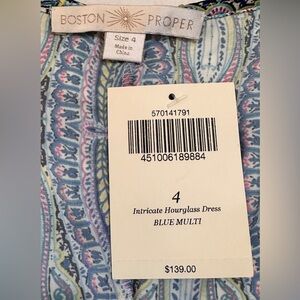 BOSTON PROPER
Size 4
Made in
China
570141791
451006189884
4
Intricate Hourglass Dress
BLUE MULTI
$139.00